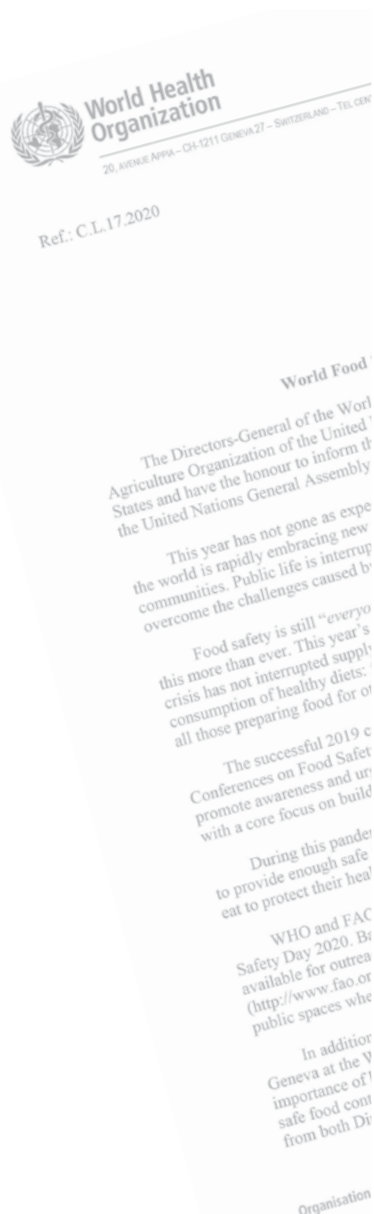 World Health
Organization
20, AVENUE APPIA – CH-1211 GENEVA 27 – SWITZERLAND – TEL CENT
Ref.: C.L.17.2020
World Food
The Directors-General of the Worl
Agriculture Organization of the United
States and have the honour to inform th
the United Nations General Assembly
This year has not gone as expe
the world is rapidly embracing new
communities. Public life is interrup
overcome the challenges caused b
Food safety is still “everyo
this more than ever. This year’s
crisis has not interrupted supply
consumption of healthy diets:
all those preparing food for o
The successful 2019 c
Conferences on Food Safet
promote awareness and ur
with a core focus on build
During this pande
to provide enough safe
eat to protect their heal
WHO and FAO
Safety Day 2020. Ba
available for outrea
(http://www.fao.or
public spaces whe
In addition
Geneva at the W
importance of
safe food cont
from both Di
Organisation